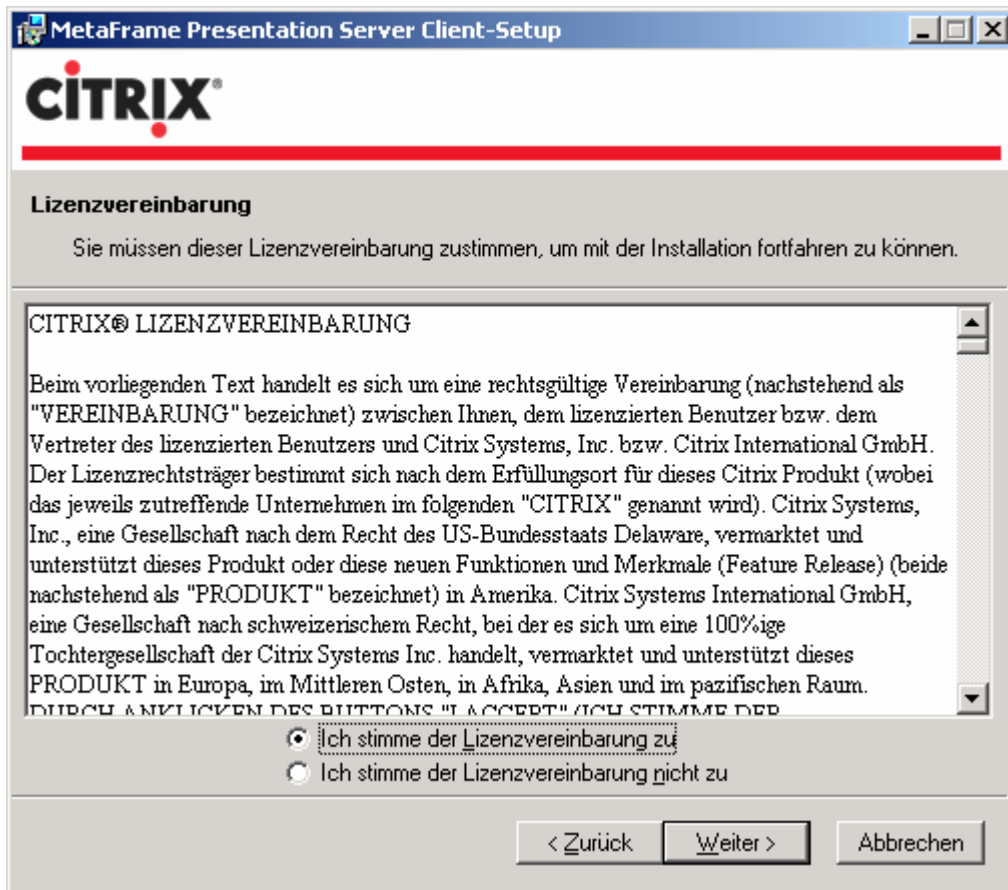 MetaFrame Presentation Server Client-Setup
CITRIX®
Lizenzvereinbarung
Sie müssen dieser Lizenzvereinbarung zustimmen, um mit der Installation fortfahren zu können.
CITRIX® LIZENZVEREINBARUNG
Beim vorliegenden Text handelt es sich um eine rechtsgültige Vereinbarung (nachstehend als
"VEREINBARUNG" bezeichnet) zwischen Ihnen, dem lizenzierten Benutzer bzw. dem
Vertreter des lizenzierten Benutzers und Citrix Systems, Inc. bzw. Citrix International GmbH.
Der Lizenzrechtsträger bestimmt sich nach dem Erfüllungsort für dieses Citrix Produkt (wobei
das jeweils zutreffende Unternehmen im folgenden "CITRIX" genannt wird). Citrix Systems,
Inc., eine Gesellschaft nach dem Recht des US-Bundesstaats Delaware, vermarktet und
unterstützt dieses Produkt oder diese neuen Funktionen und Merkmale (Feature Release) (beide
nachstehend als "PRODUKT" bezeichnet) in Amerika. Citrix Systems International GmbH,
eine Gesellschaft nach schweizerischem Recht, bei der es sich um eine 100%ige
Tochtergesellschaft der Citrix Systems Inc. handelt, vermarktet und unterstützt dieses
PRODUKT in Europa, im Mittleren Osten, in Afrika, Asien und im pazifischen Raum.
DURCH ANKLICKEN DES BUTTONS "I ACCEPT" (ICH STIMME DER
Ich stimme der Lizenzvereinbarung zu
Ich stimme der Lizenzvereinbarung nicht zu
< Zurück
Weiter >
Abbrechen